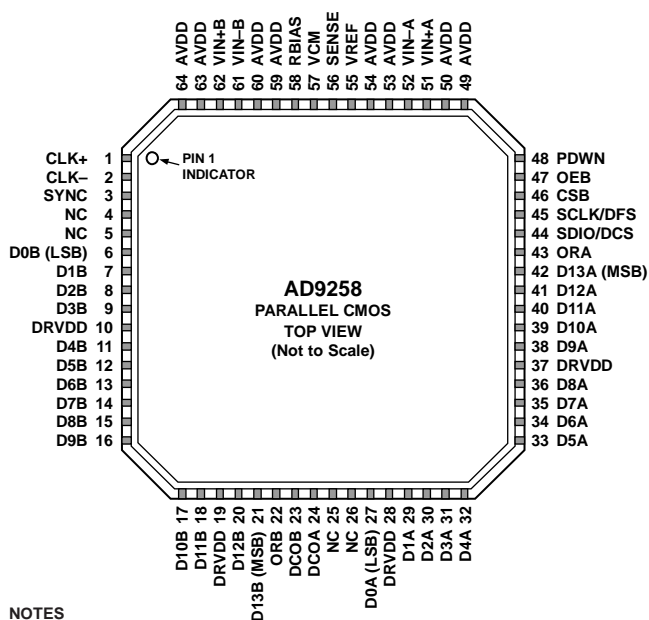 64 AVDD
63 AVDD
62 VIN+B
61 VIN–B
60 AVDD
59 AVDD
58 RBIAS
57 VCM
56 SENSE
55 VREF
54 AVDD
53 AVDD
52 VIN–A
51 VIN+A
50 AVDD
49 AVDD
CLK+ 1
CLK– 2
SYNC 3
NC 4
NC 5
D0B (LSB) 6
D1B 7
D2B 8
D3B 9
DRVDD 10
D4B 11
D5B 12
D6B 13
D7B 14
D8B 15
D9B 16
PIN 1
INDICATOR
AD9258
PARALLEL CMOS
TOP VIEW
(Not to Scale)
48 PDWN
47 OEB
46 CSB
45 SCLK/DFS
44 SDIO/DCS
43 ORA
42 D13A (MSB)
41 D12A
40 D11A
39 D10A
38 D9A
37 DRVDD
36 D8A
35 D7A
34 D6A
33 D5A
D10B 17
D11B 18
DRVDD 19
D12B 20
D13B (MSB) 21
ORB 22
DCOB 23
DCOA 24
NC 25
NC 26
D0A (LSB) 27
DRVDD 28
D1A 29
D2A 30
D3A 31
D4A 32
NOTES